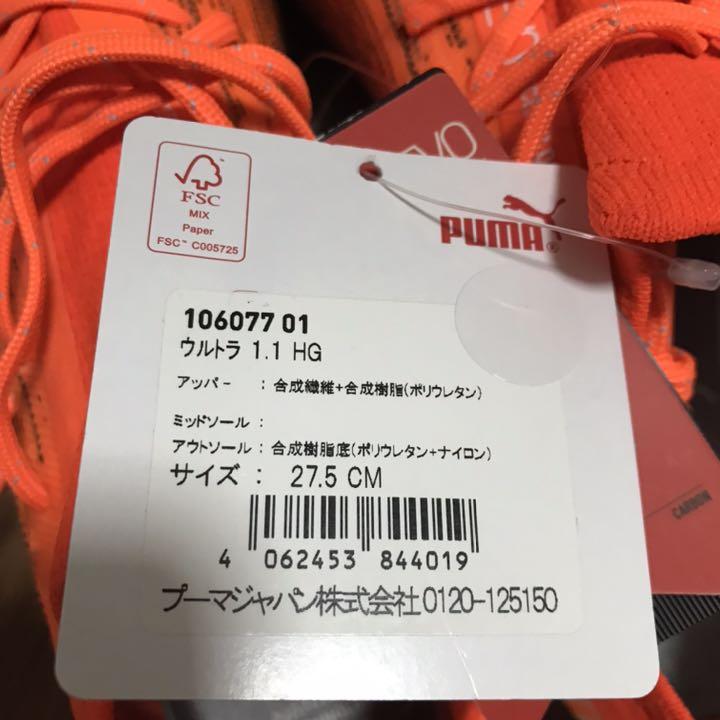 FSC
MIX
Paper
FSC™ C005725
PUMA®
106077 01
ウルトラ 1.1 HG
アッパー : 合成繊維+合成樹脂(ポリウレタン)
ミッドソール :
アウトソール : 合成樹脂底(ポリウレタン+ナイロン)
サイズ : 27.5 CM
4 062453 844019
プーマジャパン株式会社0120-125150
CARBON